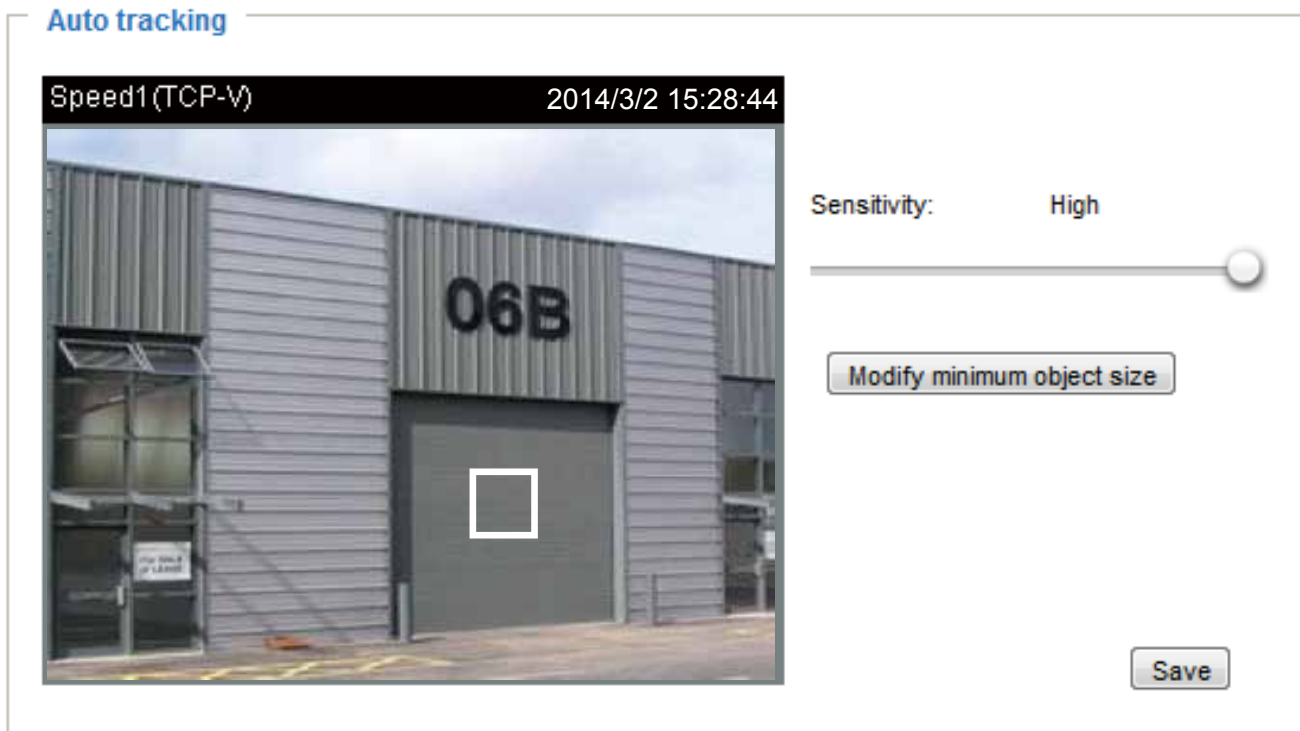 Auto tracking
Speed1(TCP-V) 2014/3/2 15:28:44
Sensitivity: High
06B
Modify minimum object size
Save